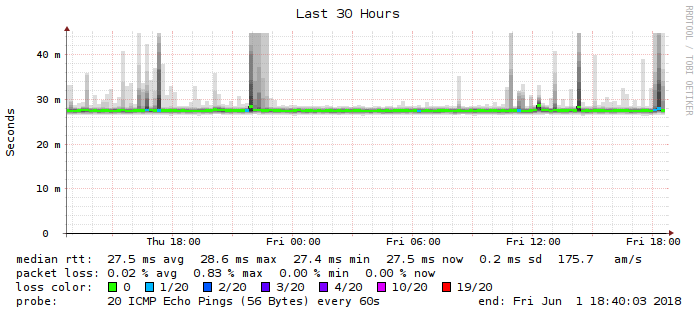 Last 30 Hours
RRDTOOL / TOBI OETIKER
Seconds
40 m
30 m
20 m
10 m
0
Thu 18:00 Fri 00:00 Fri 06:00 Fri 12:00 Fri 18:00
median rtt: 27.5 ms avg 28.6 ms max 27.4 ms min 27.5 ms now 0.2 ms sd 175.7 am/s
packet loss: 0.02 % avg 0.83 % max 0.00 % min 0.00 % now
loss color: 0 1/20 2/20 3/20 4/20 10/20 19/20
probe: 20 ICMP Echo Pings (56 Bytes) every 60s end: Fri Jun 1 18:40:03 2018